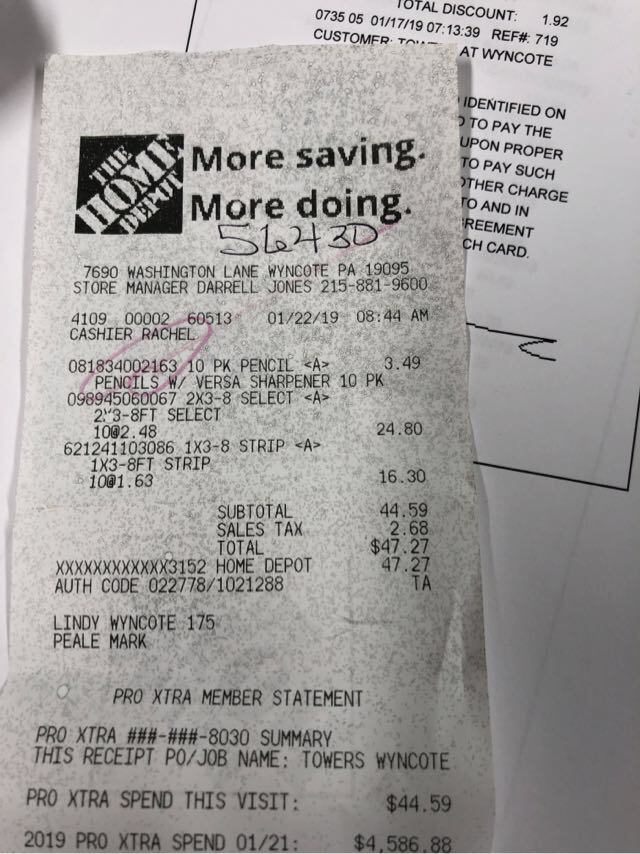 TOTAL DISCOUNT: 1.92
0735 05 01/17/19 07:13:39 REF#: 719
CUSTOMER: AT WYNCOTE
IDENTIFIED ON
TO PAY THE
UPON PROPER
TO PAY SUCH
OTHER CHARGE
TO AND IN
REEMENT
CH CARD.
THE
HOME
DEPOT
More saving.
More doing.
56430
7690 WASHINGTON LANE WYNCOTE PA 19095
STORE MANAGER DARRELL JONES 215-881-9600
4109 00002 60513 01/22/19 08:44 AM
CASHIER RACHEL
081834002163 10 PK PENCIL <A> 3.49
PENCILS W/ VERSA SHARPENER 10 PK
098945060067 2X3-8 SELECT <A>
2"3-8FT SELECT
10@2.48 24.80
621241103086 1X3-8 STRIP <A>
1X3-8FT STRIP
10@1.63 16.30
SUBTOTAL 44.59
SALES TAX 2.68
TOTAL $47.27
XXXXXXXXXXXX3152 HOME DEPOT 47.27
AUTH CODE 022778/1021288 TA
LINDY WYNCOTE 175
PEALE MARK
PRO XTRA MEMBER STATEMENT
PRO XTRA ###-###-8030 SUMMARY
THIS RECEIPT PO/JOB NAME: TOWERS WYNCOTE
PRO XTRA SPEND THIS VISIT: $44.59
2019 PRO XTRA SPEND 01/21: $4,586.88